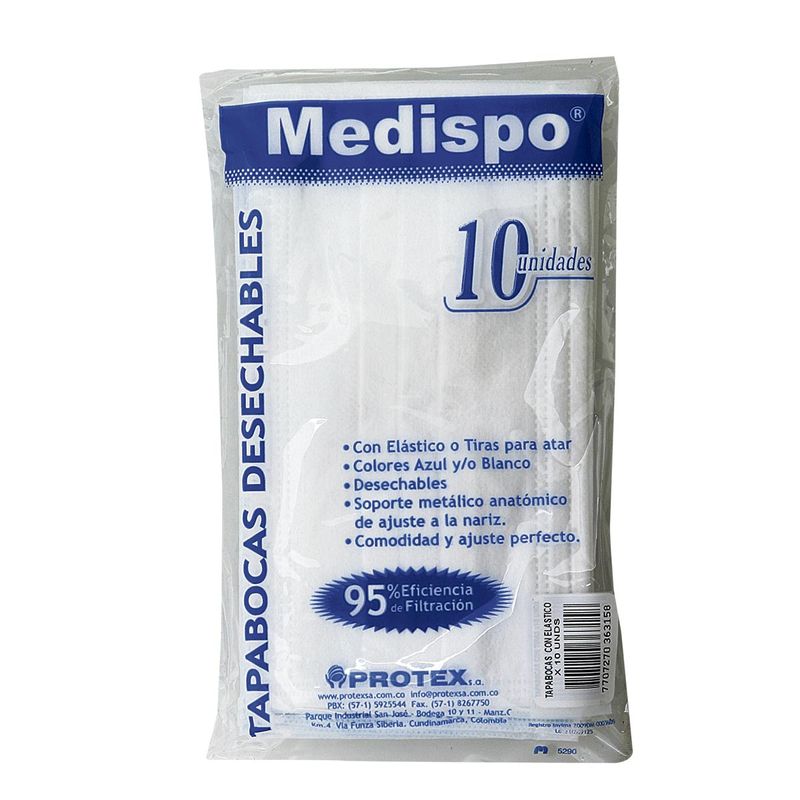 Medispo®
TAPABOCAS DESECHABLES
10 unidades
• Con Elástico o Tiras para atar
• Colores Azul y/o Blanco
• Desechables
• Soporte metálico anatómico
de ajuste a la nariz.
• Comodidad y ajuste perfecto.
95% Eficiencia
de Filtración
PROTEX s.a.
www.protexsa.com.co info@protexsa.com.co
PBX: (57-1) 5925544 Fax. (57-1) 8267750
Parque Industrial San José.- Bodega 10 y 11 - Manz.C
Km.4 Vía Funza Siberia. Cundinamarca, Colombia
TAPABOCAS CON ELASTICO
X 10 UNDS
7707270 363158
Registro Invima
5290